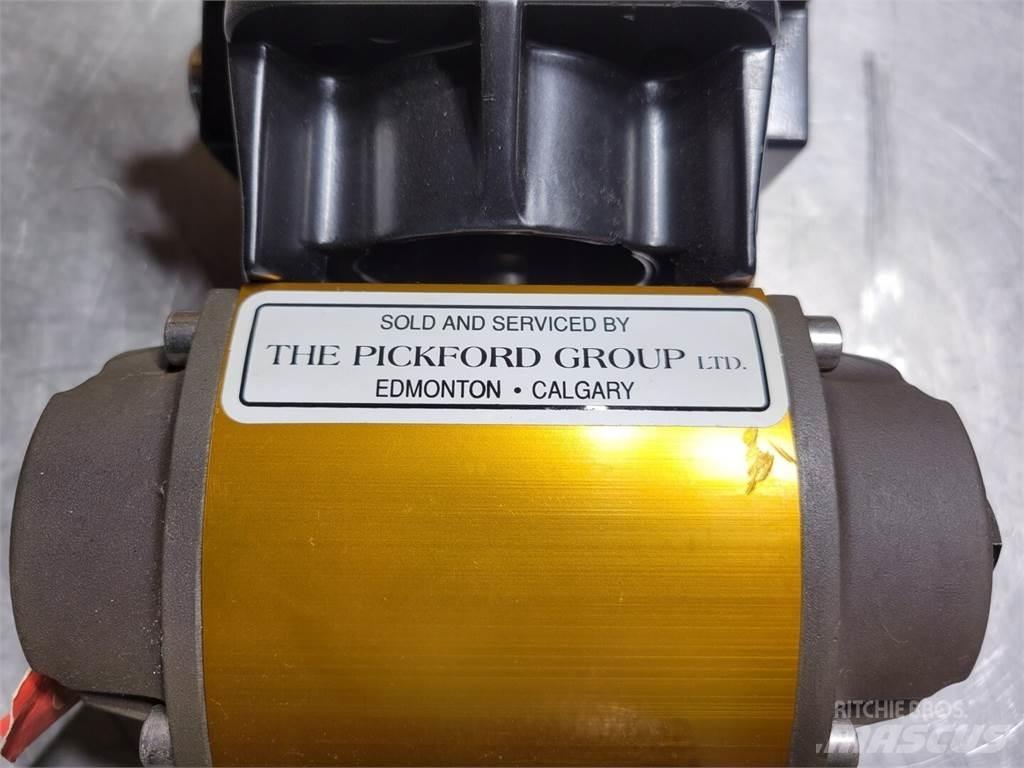 SOLD AND SERVICED BY
THE PICKFORD GROUP LTD.
EDMONTON • CALGARY
RITCHIE BROS.
MASCUS